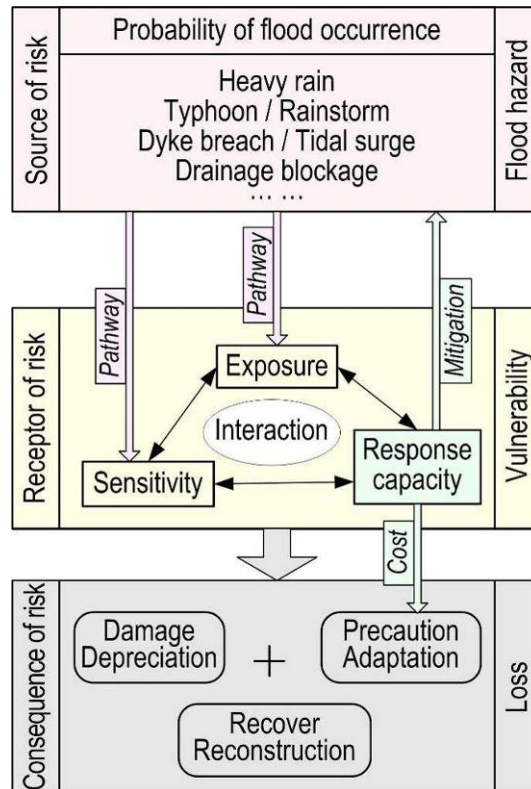 Source of risk
Probability of flood occurrence
Heavy rain
Typhoon / Rainstorm
Dyke breach / Tidal surge
Drainage blockage
... ...
Flood hazard
Pathway
Pathway
Mitigation
Receptor of risk
Exposure
Interaction
Sensitivity
Response
capacity
Vulnerability
Cost
Consequence of risk
Damage
Depreciation
+
Precaution
Adaptation
Recover
Reconstruction
Loss